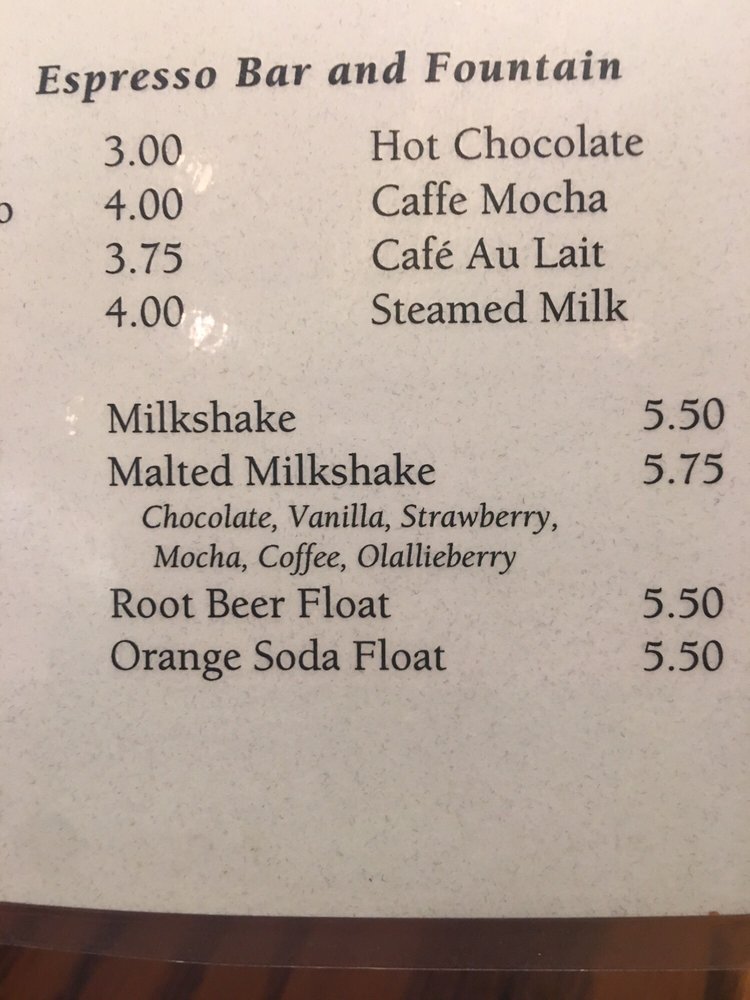 Espresso Bar and Fountain
3.00 Hot Chocolate
o 4.00 Caffe Mocha
3.75 Café Au Lait
4.00 Steamed Milk
Milkshake 5.50
Malted Milkshake 5.75
Chocolate, Vanilla, Strawberry,
Mocha, Coffee, Olallieberry
Root Beer Float 5.50
Orange Soda Float 5.50